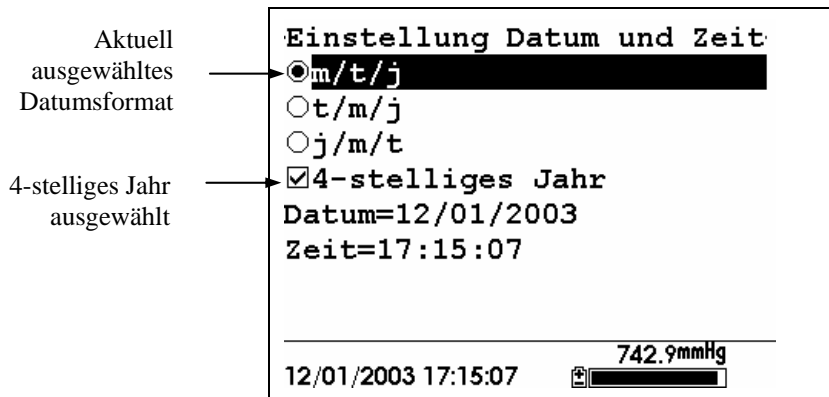 Aktuell
ausgewähltes
Datumsformat
4-stelliges Jahr
ausgewählt
Einstellung Datum und Zeit
m/t/j
t/m/j
j/m/t
4-stelliges Jahr
Datum=12/01/2003
Zeit=17:15:07
742.9mmHg
12/01/2003 17:15:07